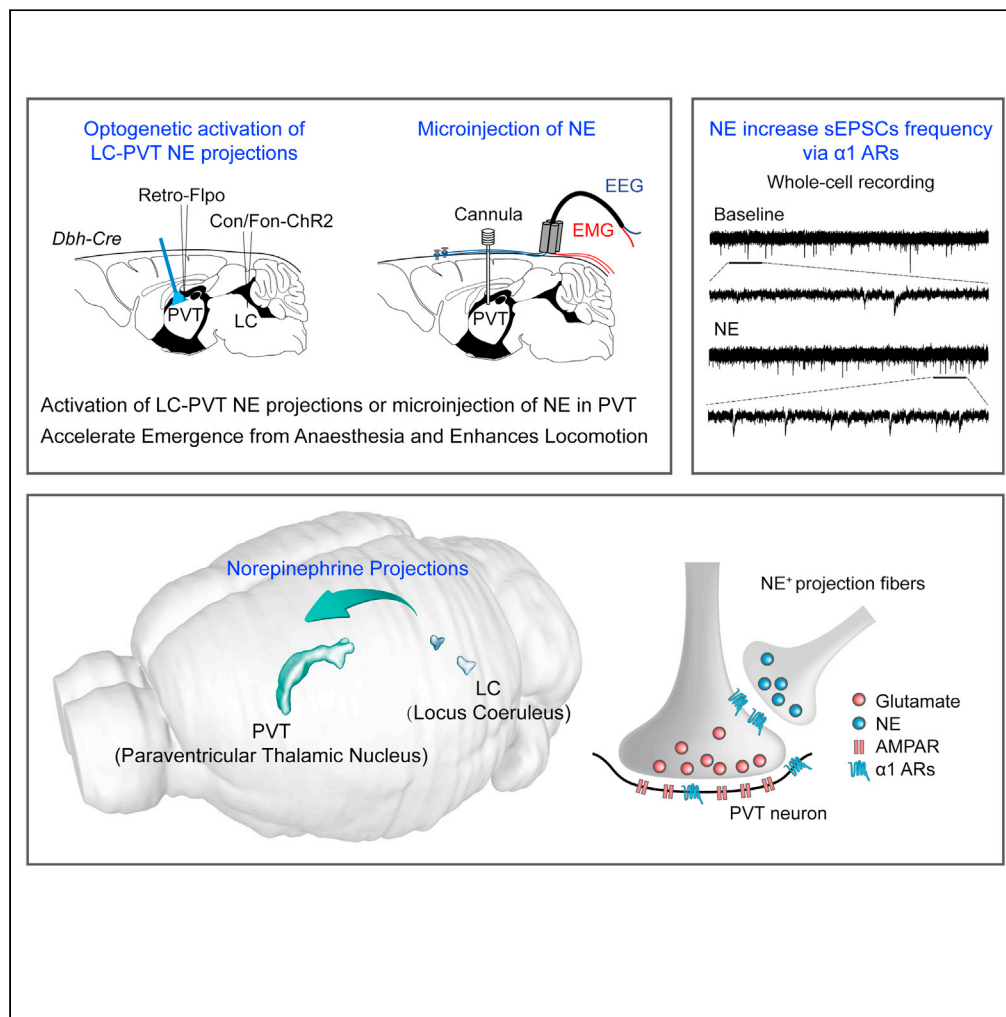 Optogenetic activation of
LC-PVT NE projections
Retro-Flpo
Con/Fon-ChR2
Dbh-Cre
PVT
LC
Microinjection of NE
EEG
Cannula
EMG
PVT
Activation of LC-PVT NE projections or microinjection of NE in PVT
Accelerate Emergence from Anaesthesia and Enhances Locomotion
NE increase sEPSCs frequency
via α1 ARs
Whole-cell recording
Baseline
NE
Norepinephrine Projections
LC
(Locus Coeruleus)
PVT
(Paraventricular Thalamic Nucleus)
NE⁺ projection fibers
Glutamate
NE
AMPAR
α1 ARs
PVT neuron